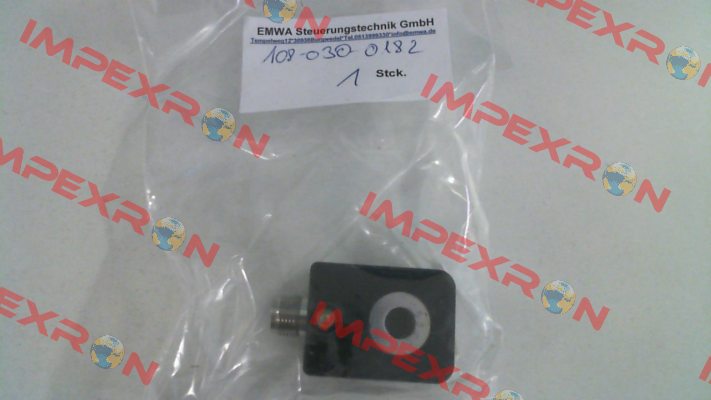 EMWA Steuerungstechnik GmbH
108-030-0182
1 Stck.
IMPEXRON
IMPEXRON
IMPEXRON
IMPEXRON
IMPEXRON
IMPEXRON
IMPEXRON